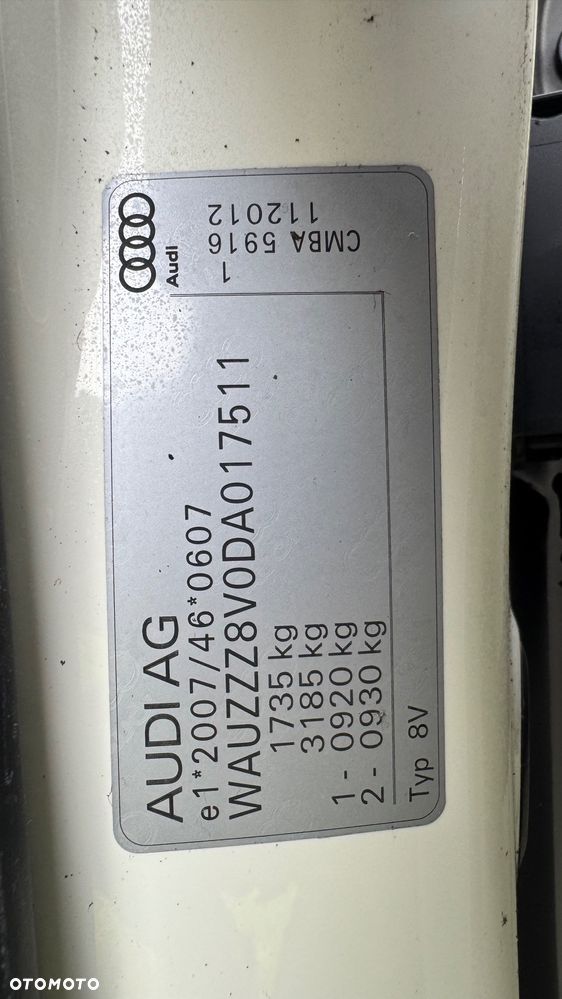 AUDI AG
e1*2007/46*0607
WAUZZZ8V0DA017511
1735 kg
3185 kg
1- 0920 kg
2- 0930 kg
Typ 8V
Audi
1
CMBA 5916
112012
OTOMOTO
OTOMOTO